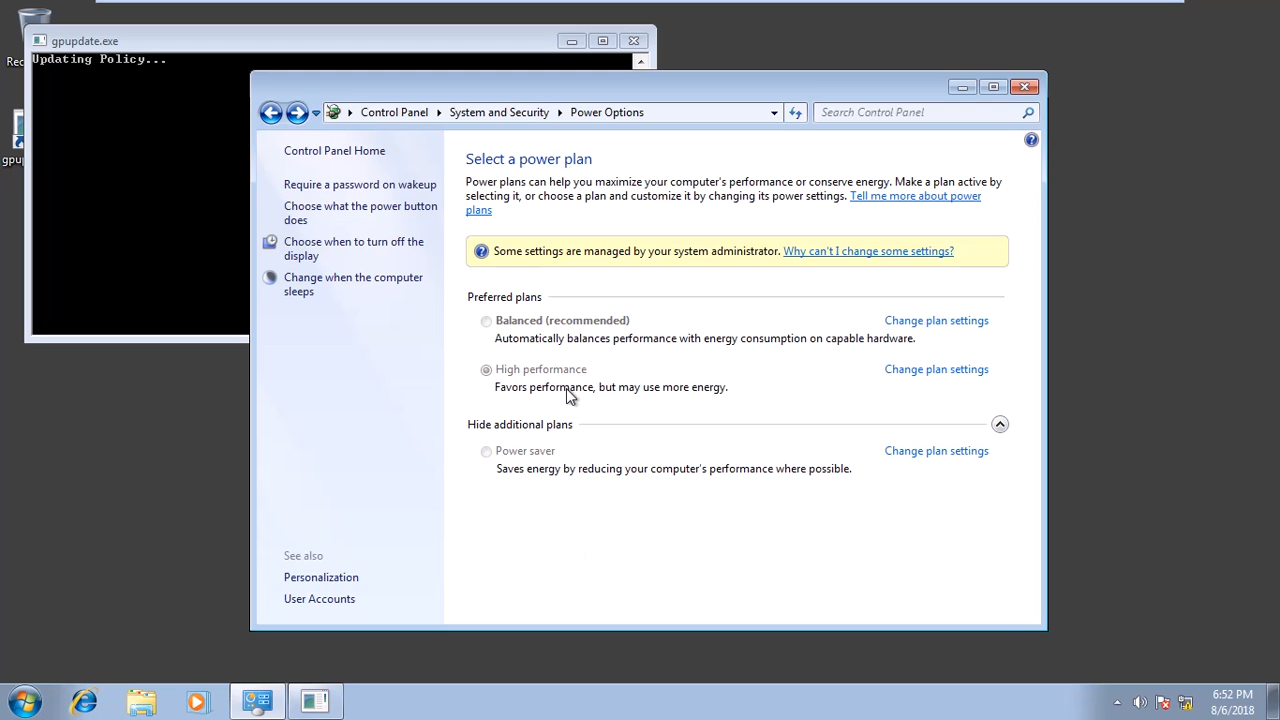 Rec
gpupdate.exe
Updating Policy...
gpu
Control Panel
System and Security
Power Options
Search Control Panel
Control Panel Home
Require a password on wakeup
Choose what the power button
does
Choose when to turn off the
display
Change when the computer
sleeps
See also
Personalization
User Accounts
Select a power plan
Power plans can help you maximize your computer's performance or conserve energy. Make a plan active by
selecting it, or choose a plan and customize it by changing its power settings. Tell me more about power
plans
Some settings are managed by your system administrator. Why can't I change some settings?
Preferred plans
Balanced (recommended) Change plan settings
Automatically balances performance with energy consumption on capable hardware.
High performance Change plan settings
Favors performance, but may use more energy.
Hide additional plans
Power saver Change plan settings
Saves energy by reducing your computer's performance where possible.
6:52 PM
8/6/2018